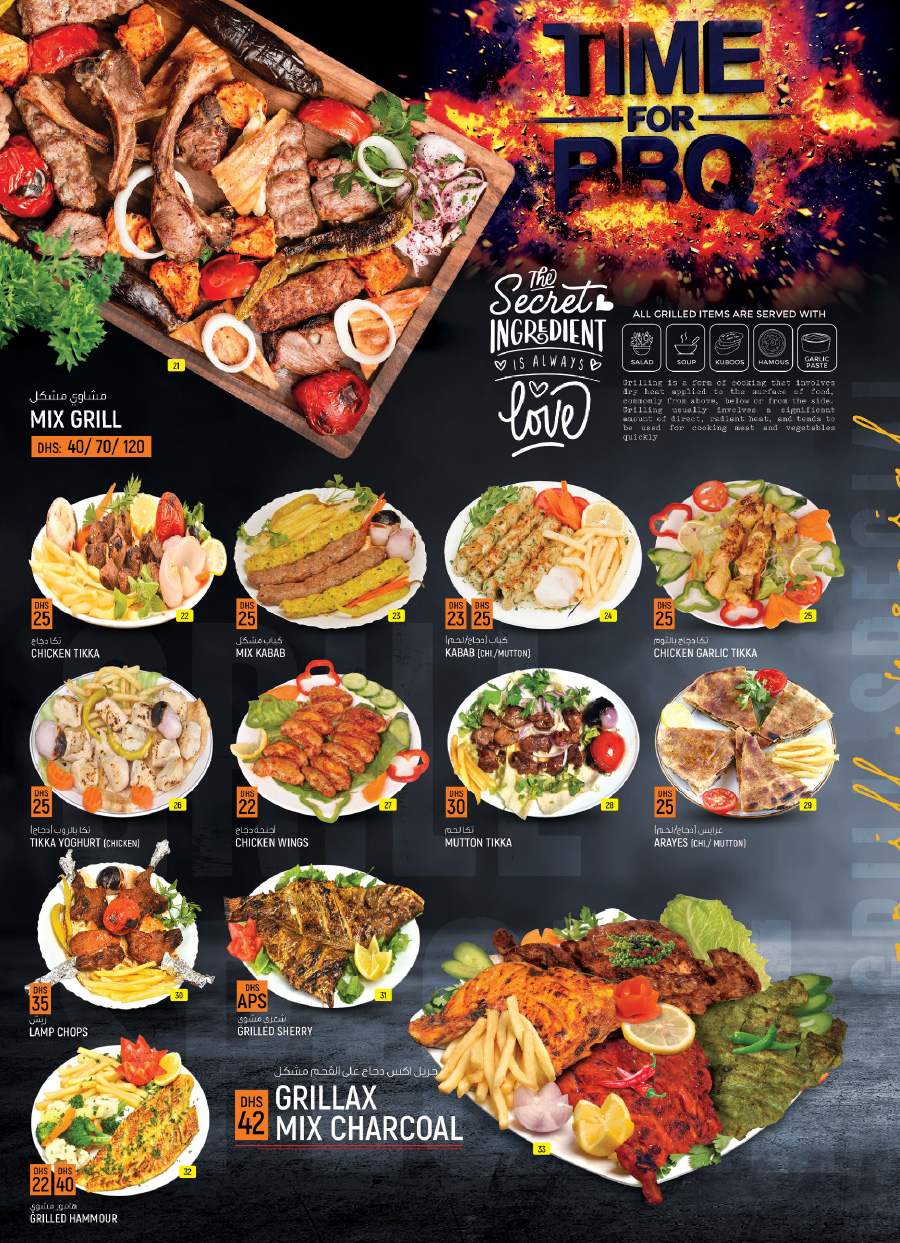 TIME
FOR
BBQ
The
Secret
INGREDIENT
IS ALWAYS
love
ALL GRILLED ITEMS ARE SERVED WITH
SALAD
SOUP
KUBOOS
HAMOUS
GARLIC
PASTE
Grilling is a form of cooking that involves
dry heat applied to the surface of food,
commonly from above, below or from the side.
Grilling usually involves a significant
amount of direct, radiant heat, and tends to
be used for cooking meat and vegetables
quickly
21
مشاوي مشكل
MIX GRILL
DHS: 40/ 70/ 120
DHS
25
22
تكا دجاج
CHICKEN TIKKA
DHS
25
23
كباب مشكل
MIX KABAB
DHS
23
DHS
25
24
كباب (دجاج/لحم)
KABAB (CHI./MUTTON)
DHS
25
25
تكا دجاج بالثوم
CHICKEN GARLIC TIKKA
DHS
25
26
تكا بالروب (دجاج)
TIKKA YOGHURT (CHICKEN)
DHS
22
27
أجنحة دجاج
CHICKEN WINGS
DHS
30
28
تكا لحم
MUTTON TIKKA
DHS
25
29
عرايس (دجاج/لحم)
ARAYES (CHI./ MUTTON)
DHS
35
30
ريش
LAMP CHOPS
DHS
APS
31
شعري مشوي
GRILLED SHERRY
DHS
22
DHS
40
32
هامور مشوي
GRILLED HAMMOUR
جريل اكس دجاج على الفحم مشكل
DHS
42
GRILLAX
MIX CHARCOAL
33